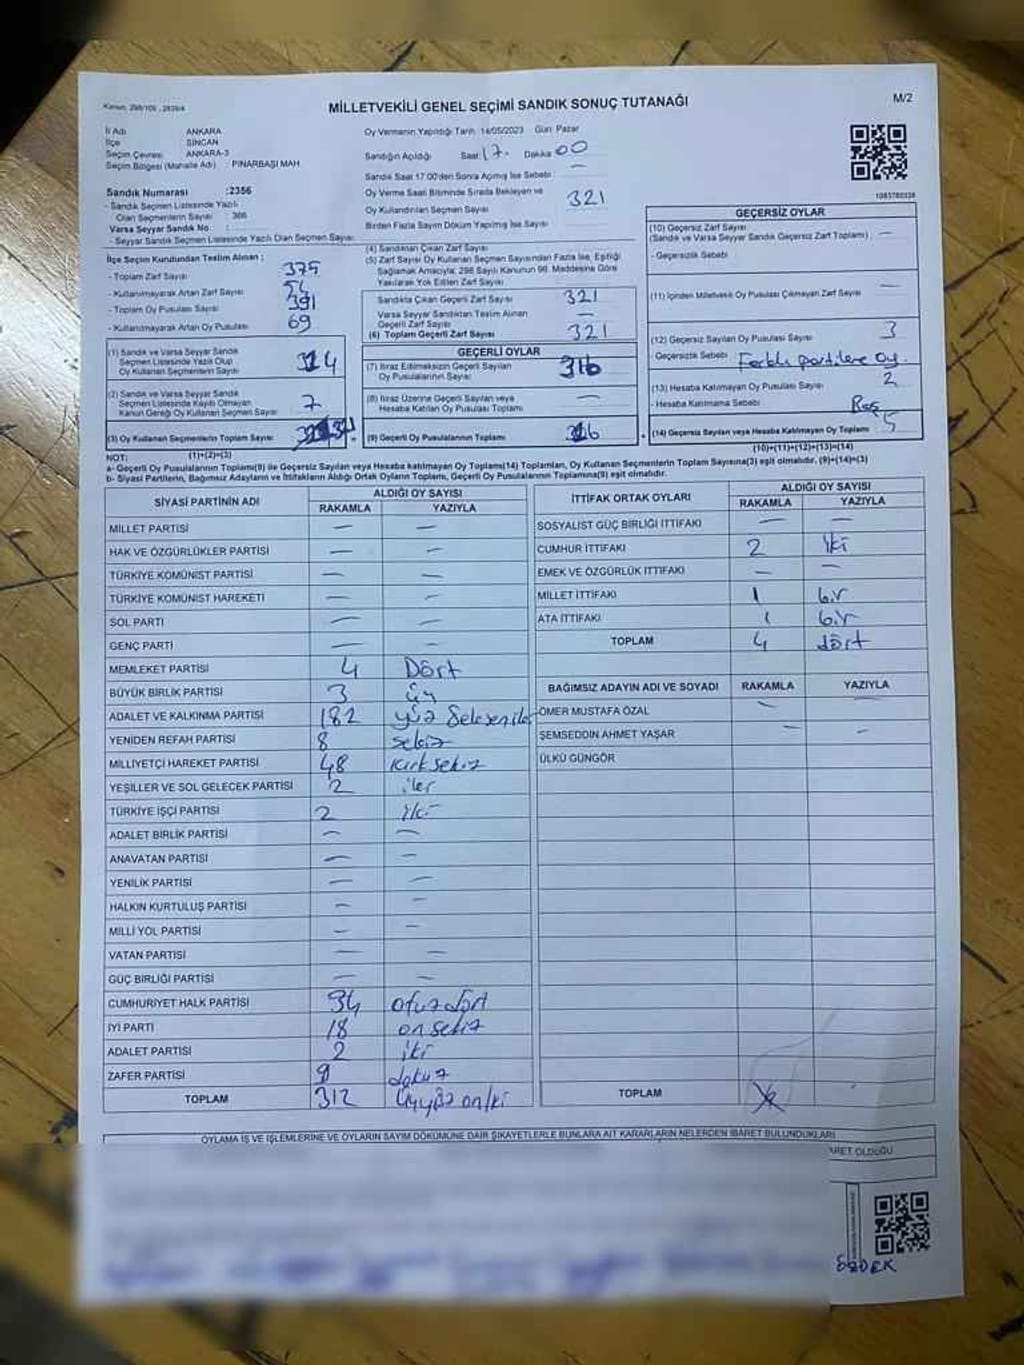 Kanun: 298/105 , 2839/4
MİLLETVEKİLİ GENEL SEÇİMİ SANDIK SONUÇ TUTANAĞI
M/2
İl Adı ANKARA
İlçe SİNCAN
Seçim Çevresi ANKARA-3
Seçim Bölgesi (Mahalle Adı) : PINARBAŞI MAH.
Sandık Numarası :2356
- Sandık Seçmen Listesinde Yazılı
Olan Seçmenlerin Sayısı : 366
Varsa Seyyar Sandık No :
- Seyyar Sandık Seçmen Listesinde Yazılı Olan Seçmen Sayısı
Oy Vermenin Yapıldığı Tarih 14/05/2023 Gün Pazar
Sandığın Açıldığı Saat 17. Dakika 00
Sandık Saat 17:00'den Sonra Açılmış İse Sebebi —
Oy Verme Saati Bitiminde Sırada Bekleyen ve
Oy Kullandırılan Seçmen Sayısı 321
Birden Fazla Sayım Döküm Yapılmış İse Sayısı
1083780338
İlçe Seçim Kurulundan Teslim Alınan :
- Toplam Zarf Sayısı 375
- Kullanılmayarak Artan Zarf Sayısı 54
- Toplam Oy Pusulası Sayısı 391
- Kullanılmayarak Artan Oy Pusulası 69
(1) Sandık ve Varsa Seyyar Sandık
Seçmen Listesinde Yazılı Olup
Oy Kullanan Seçmenlerin Sayısı 314
(2) Sandık ve Varsa Seyyar Sandık
Seçmen Listesinde Kayıtlı Olmayan
Kanun Gereği Oy Kullanan Seçmen Sayısı 7
(3) Oy Kullanan Seçmenlerin Toplam Sayısı
(1)+(2)=(3)
(4) Sandıktan Çıkan Zarf Sayısı
(5) Zarf Sayısı Oy Kullanan Seçmen Sayısından Fazla İse, Eşitliği
Sağlamak Amacıyla, 298 Sayılı Kanunun 98. Maddesine Göre
Yakılarak Yok Edilen Zarf Sayısı
Sandıkta Çıkan Geçerli Zarf Sayısı 321
Varsa Seyyar Sandıktan Teslim Alınan
Geçerli Zarf Sayısı —
(6) Toplam Geçerli Zarf Sayısı 321
GEÇERLİ OYLAR
(7) İtiraz Edilmeksizin Geçerli Sayılan
Oy Pusulalarının Sayısı 316
(8) İtiraz Üzerine Geçerli Sayılan veya
Hesaba Katılan Oy Pusulalarının Toplamı —
(9) Geçerli Oy Pusulalarının Toplamı 316
GEÇERSİZ OYLAR
(10) Geçersiz Zarf Sayısı
(Sandık ve Varsa Seyyar Sandık Geçersiz Zarf Toplamı) —
- Geçersizlik Sebebi
(11) İçinden Milletvekili Oy Pusulası Çıkmayan Zarf Sayısı —
(12) Geçersiz Sayılan Oy Pusulası Sayısı 3
- Geçersizlik Sebebi Farklı partilere oy.
(13) Hesaba Katılmayan Oy Pusulası Sayısı 2
- Hesaba Katılmama Sebebi Boş
(14) Geçersiz Sayılan veya Hesaba Katılmayan Oy Toplamı 5
(10)+(11)+(12)+(13)=(14)
NOT:
a- Geçerli Oy Pusulalarının Toplamı(9) ile Geçersiz Sayılan veya Hesaba katılmayan Oy Toplamı(14) Toplamları, Oy Kullanan Seçmenlerin Toplam Sayısına(3) eşit olmalıdır. (9)+(14)=(3)
b- Siyasi Partilerin, Bağımsız Adayların ve İttifakların Aldığı Ortak Oyların Toplamı, Geçerli Oy Pusulalarının Toplamına(9) eşit olmalıdır.
SİYASİ PARTİNİN ADI ALDIĞI OY SAYISI
RAKAMLA YAZIYLA
MİLLET PARTİSİ — —
HAK VE ÖZGÜRLÜKLER PARTİSİ — —
TÜRKİYE KOMÜNİST PARTİSİ — —
TÜRKİYE KOMÜNİST HAREKETİ — —
SOL PARTİ — —
GENÇ PARTİ — —
MEMLEKET PARTİSİ 4 Dört
BÜYÜK BİRLİK PARTİSİ 3 üç
ADALET VE KALKINMA PARTİSİ 182 yüz Seksen iki
YENİDEN REFAH PARTİSİ 8 sekiz
MİLLİYETÇİ HAREKET PARTİSİ 48 kırk sekiz
YEŞİLLER VE SOL GELECEK PARTİSİ 2 iki
TÜRKİYE İŞÇİ PARTİSİ 2 iki
ADALET BİRLİK PARTİSİ — —
ANAVATAN PARTİSİ — —
YENİLİK PARTİSİ — —
HALKIN KURTULUŞ PARTİSİ — —
MİLLİ YOL PARTİSİ — —
VATAN PARTİSİ — —
GÜÇ BİRLİĞİ PARTİSİ — —
CUMHURİYET HALK PARTİSİ 34 otuz dört
İYİ PARTİ 18 on sekiz
ADALET PARTİSİ 2 iki
ZAFER PARTİSİ 9 dokuz
TOPLAM 312 üçyüz on iki
İTTİFAK ORTAK OYLARI ALDIĞI OY SAYISI
RAKAMLA YAZIYLA
SOSYALİST GÜÇ BİRLİĞİ İTTİFAKI — —
CUMHUR İTTİFAKI 2 iki
EMEK VE ÖZGÜRLÜK İTTİFAKI — —
MİLLET İTTİFAKI 1 bir
ATA İTTİFAKI 1 bir
TOPLAM 4 dört
BAĞIMSIZ ADAYIN ADI VE SOYADI RAKAMLA YAZIYLA
ÖMER MUSTAFA ÖZAL — —
ŞEMSEDDİN AHMET YAŞAR — —
ÜLKÜ GÜNGÖR
TOPLAM
OYLAMA İŞ VE İŞLEMLERİNE VE OYLARIN SAYIM DÖKÜMÜNE DAİR ŞİKAYETLERLE BUNLARA AİT KARARLARIN NELERDEN İBARET BULUNDUKLARI
OLDUĞU